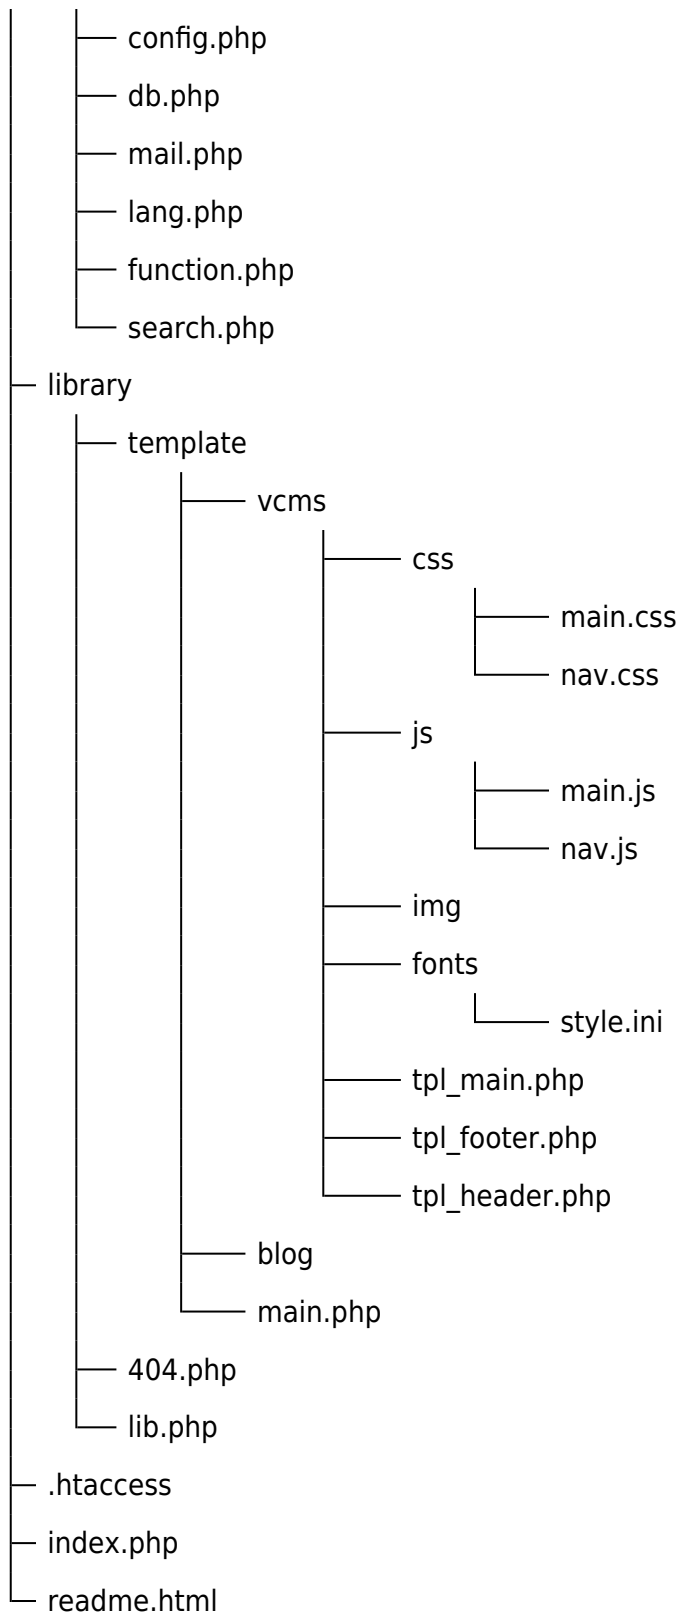 config.php
db.php
mail.php
lang.php
function.php
search.php
library
template
vcms
css
main.css
nav.css
js
main.js
nav.js
img
fonts
style.ini
tpl_main.php
tpl_footer.php
tpl_header.php
blog
main.php
404.php
lib.php
.htaccess
index.php
readme.html